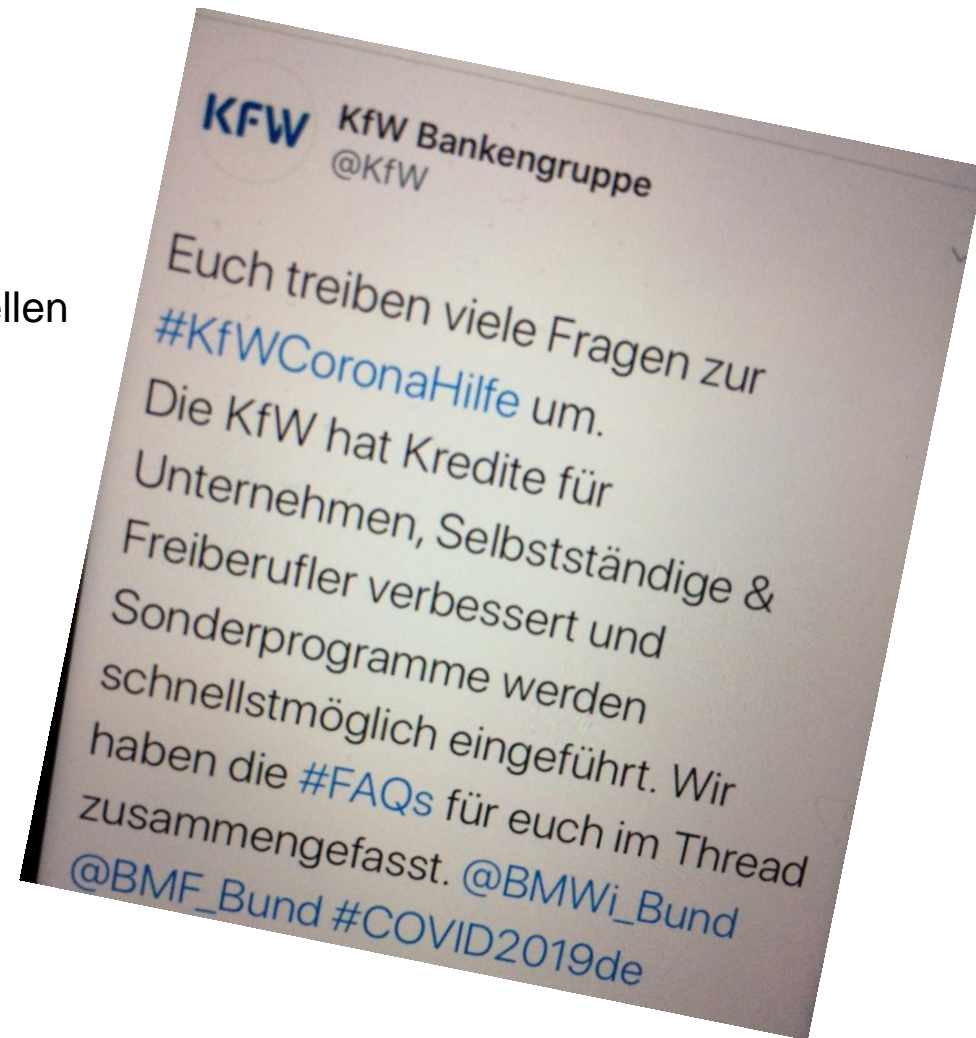 KFW
KfW Bankengruppe
@KfW
Euch treiben viele Fragen zur
#KfWCoronaHilfe um.
Die KfW hat Kredite für
Unternehmen, Selbstständige &
Freiberufler verbessert und
Sonderprogramme werden
schnellstmöglich eingeführt. Wir
haben die #FAQs für euch im Thread
zusammengefasst. @BMWi_Bund
@BMF_Bund #COVID2019de